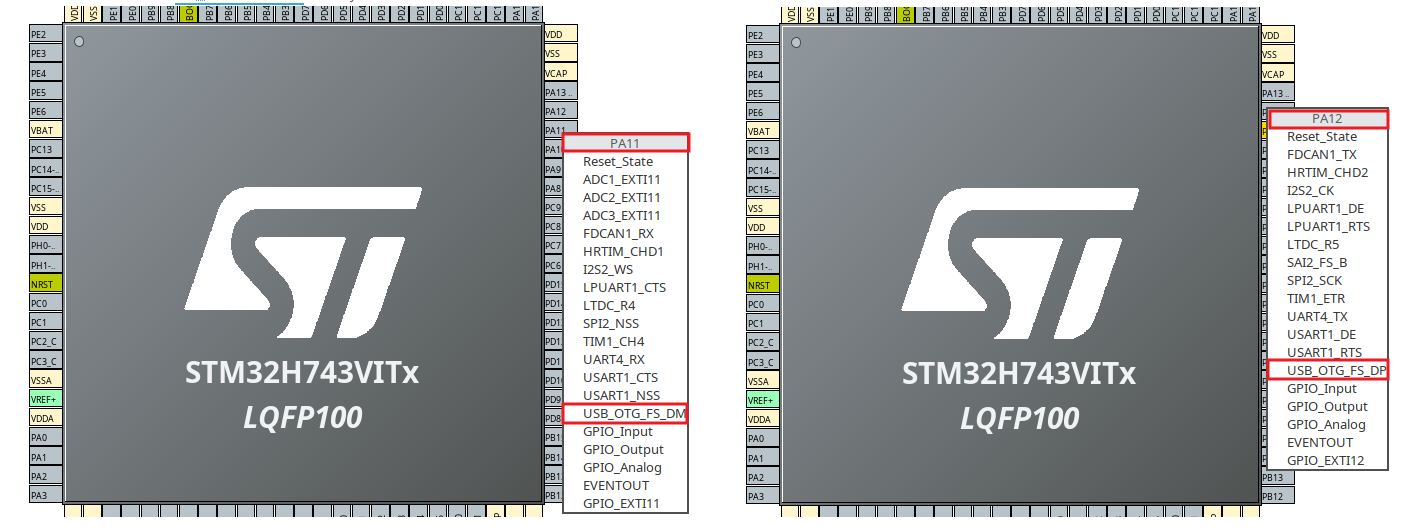 PE2
PE3
PE4
PE5
PE6
VBAT
PC13
PC14-..
PC15-..
VSS
VDD
PH0-..
PH1-..
NRST
PC0
PC1
PC2_C
PC3_C
VSSA
VREF+
VDDA
PA0
PA1
PA2
PA3
STM32H743VITx
LQFP100
VDD
VSS
VCAP
PA13 ..
PA12
PA11
PA9
PA8
PC9
PC8
PC7
PC6
PD9
PD8
PA11
Reset_State
ADC1_EXTI11
ADC2_EXTI11
ADC3_EXTI11
FDCAN1_RX
HRTIM_CHD1
I2S2_WS
LPUART1_CTS
LTDC_R4
SPI2_NSS
TIM1_CH4
UART4_RX
USART1_CTS
USART1_NSS
USB_OTG_FS_DM
GPIO_Input
GPIO_Output
GPIO_Analog
EVENTOUT
GPIO_EXTI11
PE2
PE3
PE4
PE5
PE6
VBAT
PC13
PC14-..
PC15-..
VSS
VDD
PH0-..
PH1-..
NRST
PC0
PC1
PC2_C
PC3_C
VSSA
VREF+
VDDA
PA0
PA1
PA2
PA3
STM32H743VITx
LQFP100
VDD
VSS
VCAP
PA13 ..
PA12
Reset_State
FDCAN1_TX
HRTIM_CHD2
I2S2_CK
LPUART1_DE
LPUART1_RTS
LTDC_R5
SAI2_FS_B
SPI2_SCK
TIM1_ETR
UART4_TX
USART1_DE
USART1_RTS
USB_OTG_FS_DP
GPIO_Input
GPIO_Output
GPIO_Analog
EVENTOUT
GPIO_EXTI12
PB13
PB12